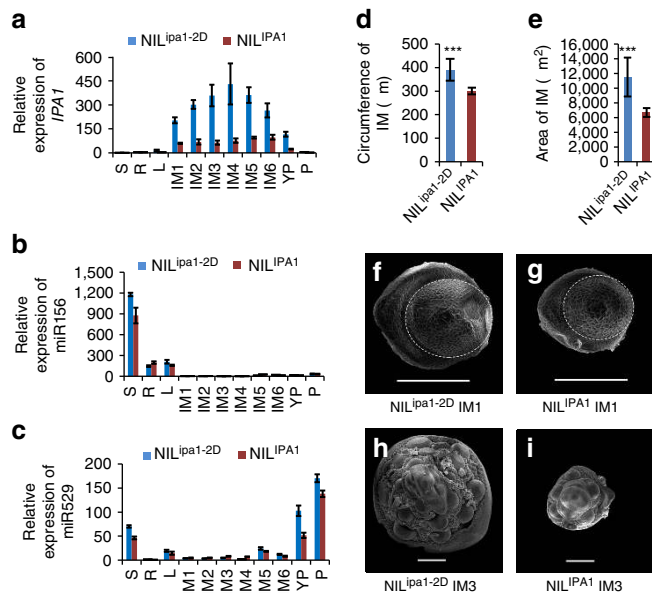 a
NIL^ipa1-2D NIL^IPA1
Relative expression of IPA1
600
450
300
150
0
S R L IM1 IM2 IM3 IM4 IM5 IM6 YP P
b
NIL^ipa1-2D NIL^IPA1
Relative expression of miR156
1,500
1,200
900
600
300
0
S R L IM1 IM2 IM3 IM4 IM5 IM6 YP P
c
NIL^ipa1-2D NIL^IPA1
Relative expression of miR529
200
150
100
50
0
S R L M1 M2 M3 M4 M5 M6 YP P
d
Circumference of IM ( m)
500
400
300
200
100
0
***
NIL^ipa1-2D NIL^IPA1
e
Area of IM ( m²)
16,000
14,000
12,000
10,000
8,000
6,000
4,000
2,000
0
***
NIL^ipa1-2D NIL^IPA1
f
NIL^ipa1-2D IM1
g
NIL^IPA1 IM1
h
NIL^ipa1-2D IM3
i
NIL^IPA1 IM3